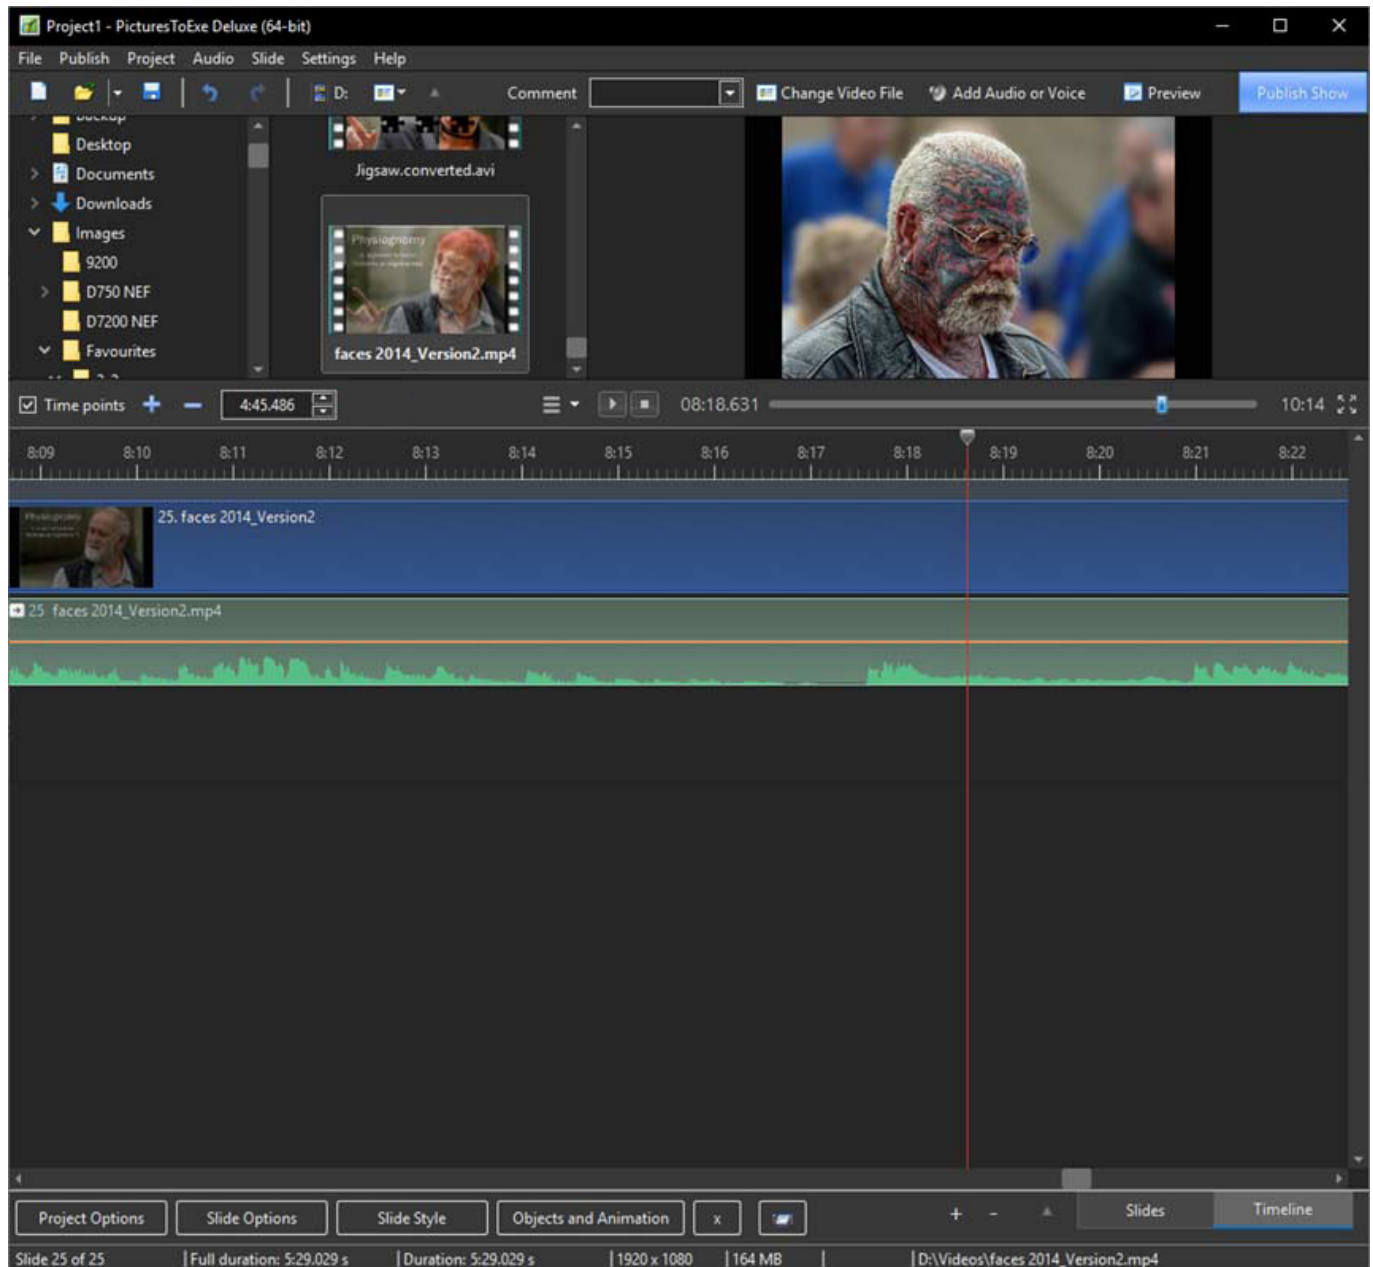 Project1 - PicturesToExe Deluxe (64-bit)
File Publish Project Audio Slide Settings Help
D: Comment Change Video File Add Audio or Voice Preview Publish Show
Backup
Desktop
Documents
Downloads
Images
9200
D750 NEF
D7200 NEF
Favourites
Jigsaw.converted.avi
Physiognomy
faces 2014_Version2.mp4
Time points 4:45.486 08:18.631 10:14
8:09 8:10 8:11 8:12 8:13 8:14 8:15 8:16 8:17 8:18 8:19 8:20 8:21 8:22
Physiognomy
25. faces 2014_Version2
25 faces 2014_Version2.mp4
Project Options Slide Options Slide Style Objects and Animation x + - Slides Timeline
Slide 25 of 25 Full duration: 5:29.029 s Duration: 5:29.029 s 1920 x 1080 164 MB D:\Videos\faces 2014_Version2.mp4